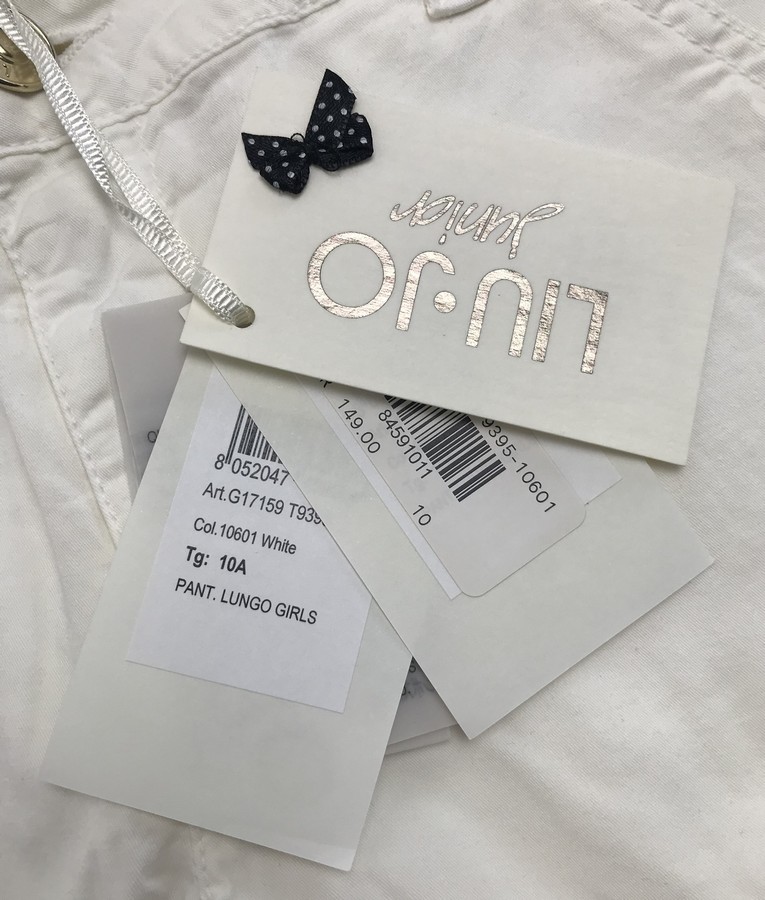 LIU·JO
junior
149.00
84591011
9395-10601
10
8 052047
Art.G17159 T939
Col.10601 White
Tg: 10A
PANT. LUNGO GIRLS